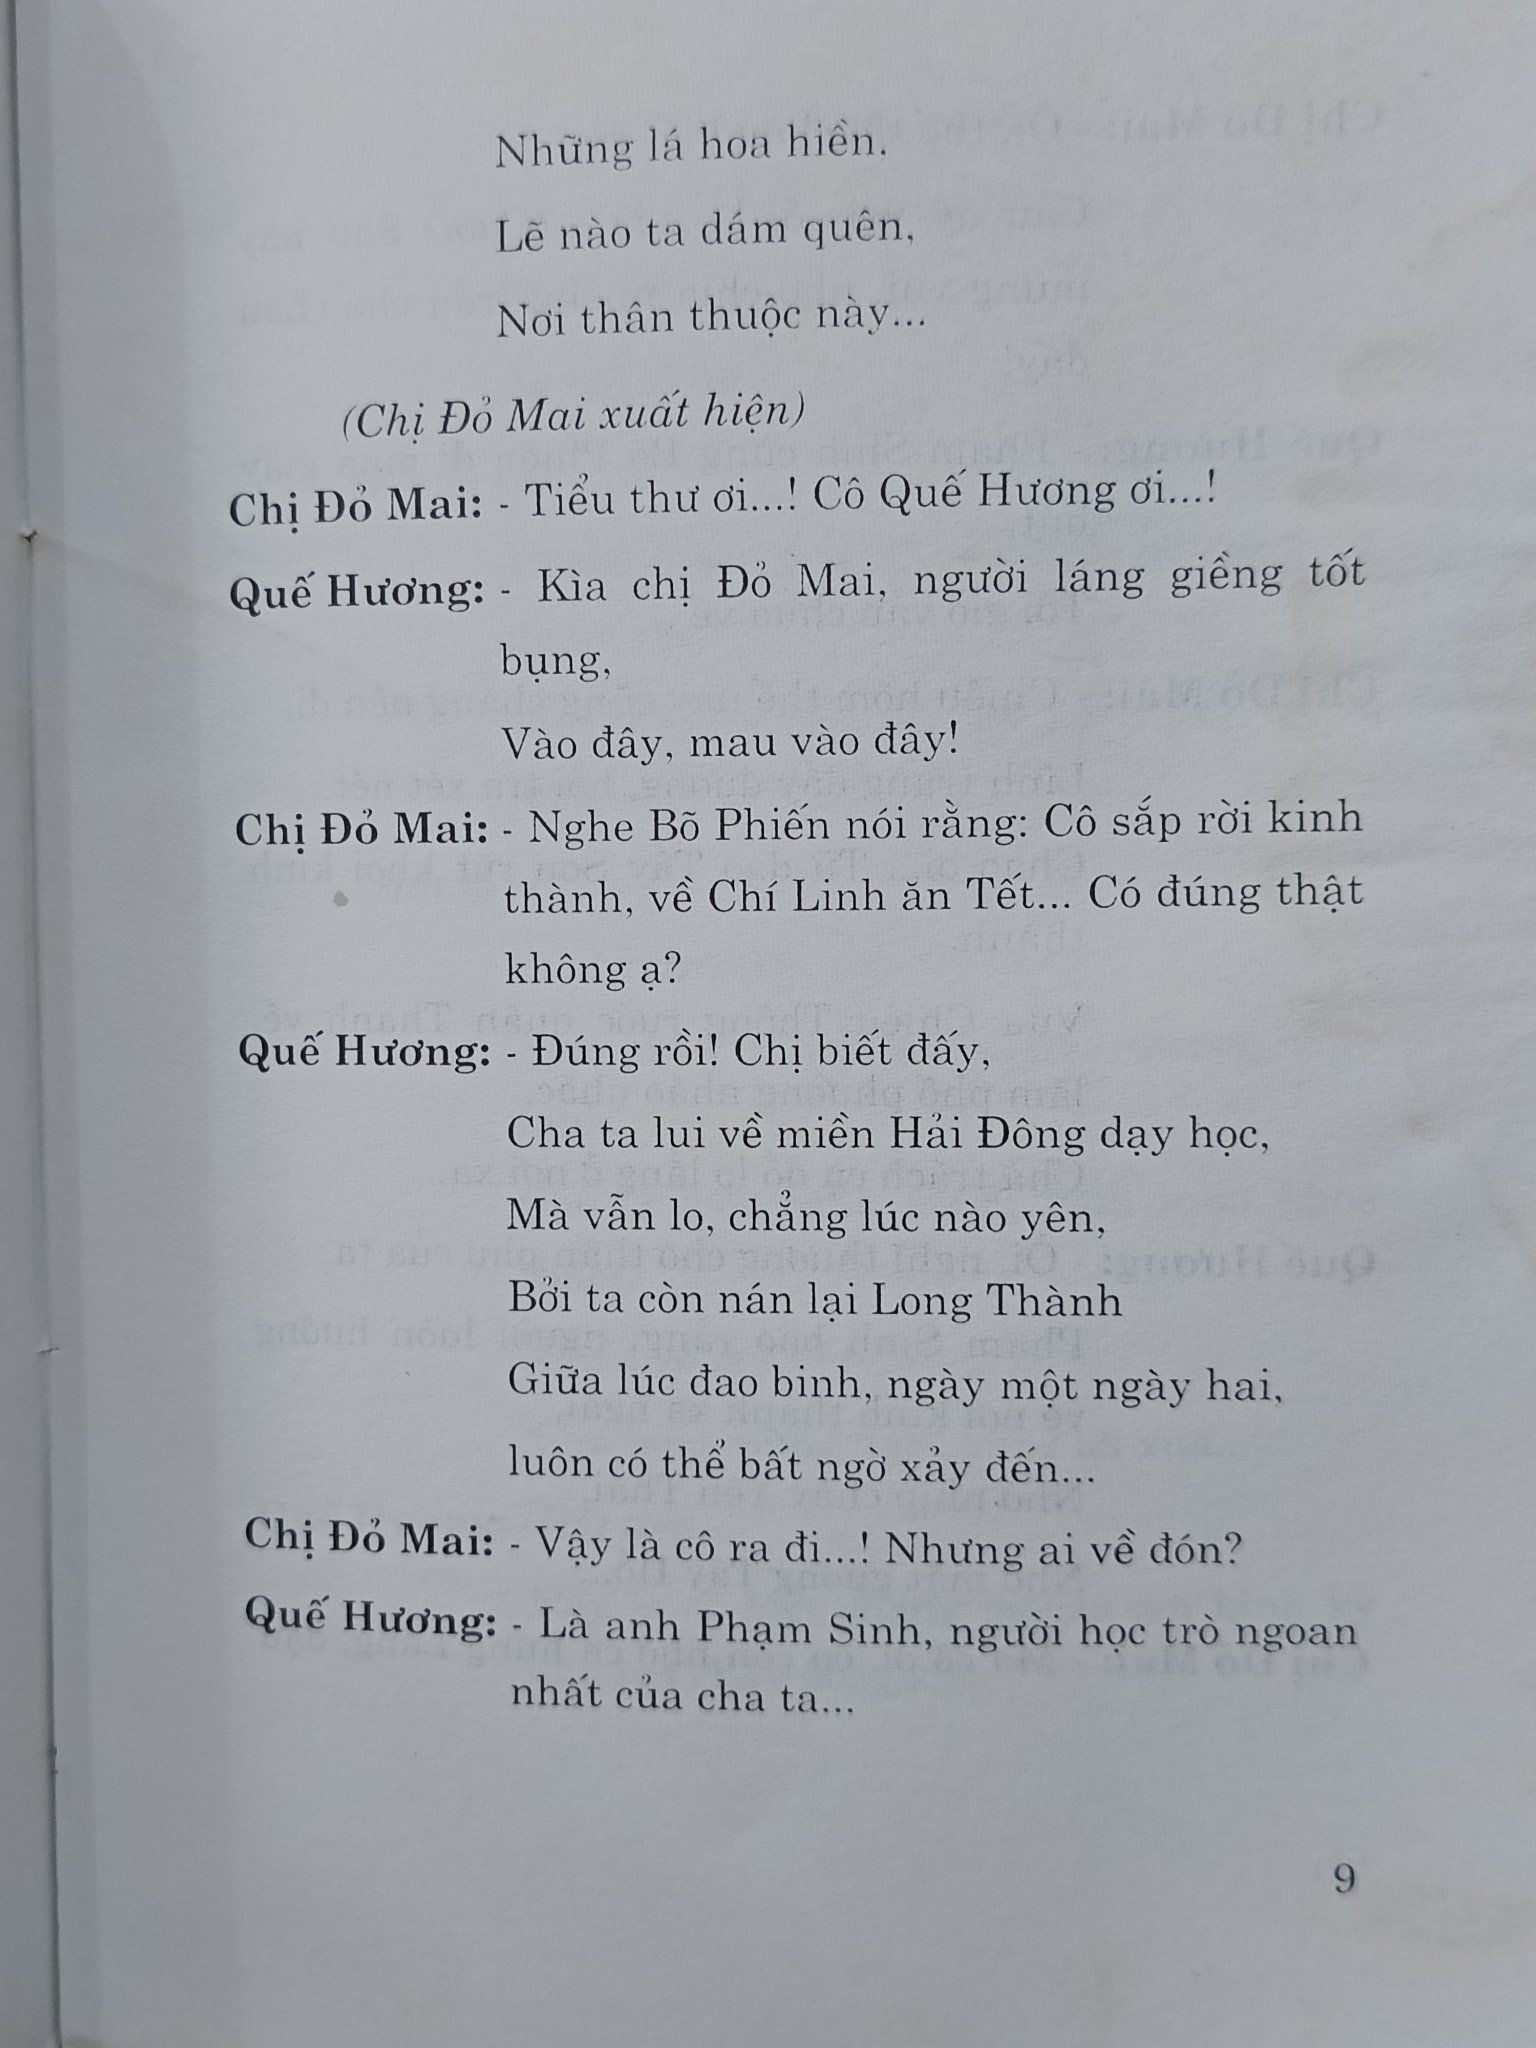 Những lá hoa hiền.
Lẽ nào ta dám quên,
Nơi thân thuộc này...
(Chị Đỏ Mai xuất hiện)
Chị Đỏ Mai: - Tiểu thư ơi...! Cô Quế Hương ơi...!
Quế Hương: - Kìa chị Đỏ Mai, người láng giềng tốt
bụng,
Vào đây, mau vào đây!
Chị Đỏ Mai: - Nghe Bõ Phiến nói rằng: Cô sắp rời kinh
thành, về Chí Linh ăn Tết... Có đúng thật
không ạ?
Quế Hương: - Đúng rồi! Chị biết đấy,
Cha ta lui về miền Hải Đông dạy học,
Mà vẫn lo, chẳng lúc nào yên,
Bởi ta còn nán lại Long Thành
Giữa lúc đao binh, ngày một ngày hai,
luôn có thể bất ngờ xảy đến...
Chị Đỏ Mai: - Vậy là cô ra đi...! Nhưng ai về đón?
Quế Hương: - Là anh Phạm Sinh, người học trò ngoan
nhất của cha ta...
9